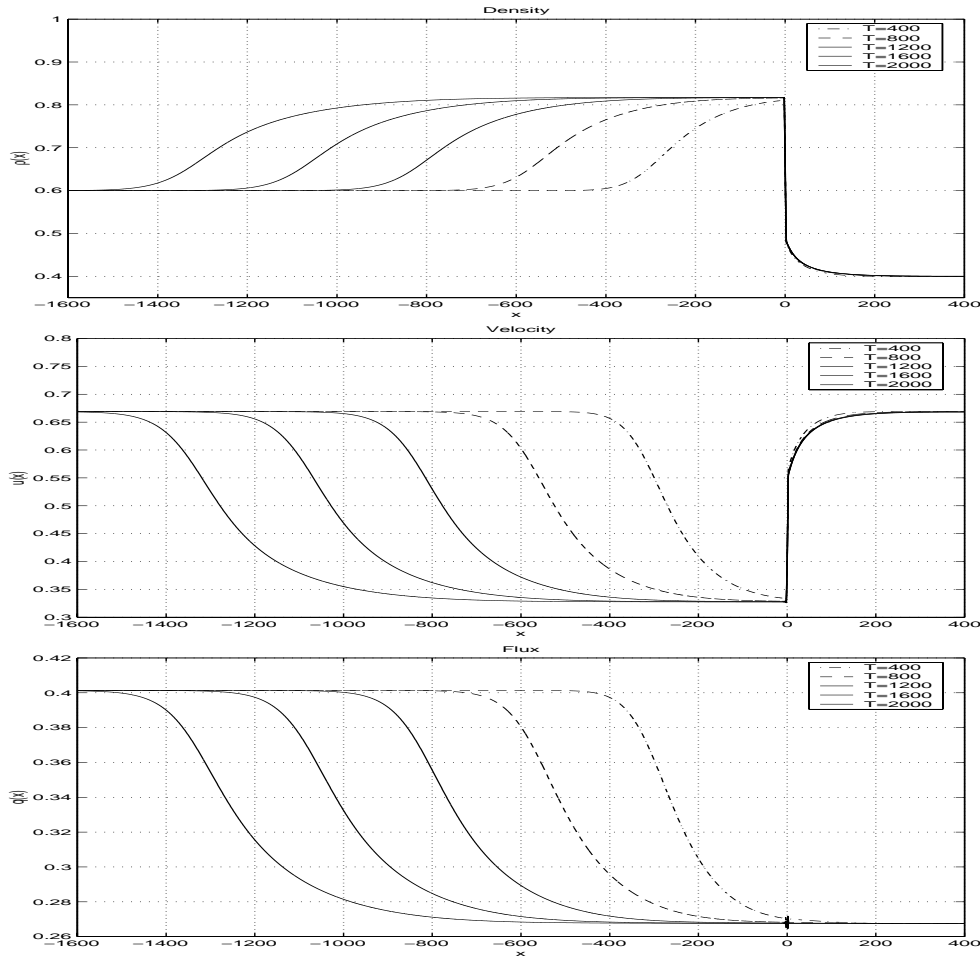 Density
1
0.9
0.8
0.7
0.6
0.5
0.4
ρ(x)
T=400
T=800
T=1200
T=1600
T=2000
−1600 −1400 −1200 −1000 −800 −600 −400 −200 0 200 400
x
Velocity
0.8
0.75
0.7
0.65
0.6
0.55
0.5
0.45
0.4
0.35
0.3
u(x)
T=400
T=800
T=1200
T=1600
T=2000
−1600 −1400 −1200 −1000 −800 −600 −400 −200 0 200 400
x
Flux
0.42
0.4
0.38
0.36
0.34
0.32
0.3
0.28
0.26
q(x)
T=400
T=800
T=1200
T=1600
T=2000
−1600 −1400 −1200 −1000 −800 −600 −400 −200 0 200 400
x